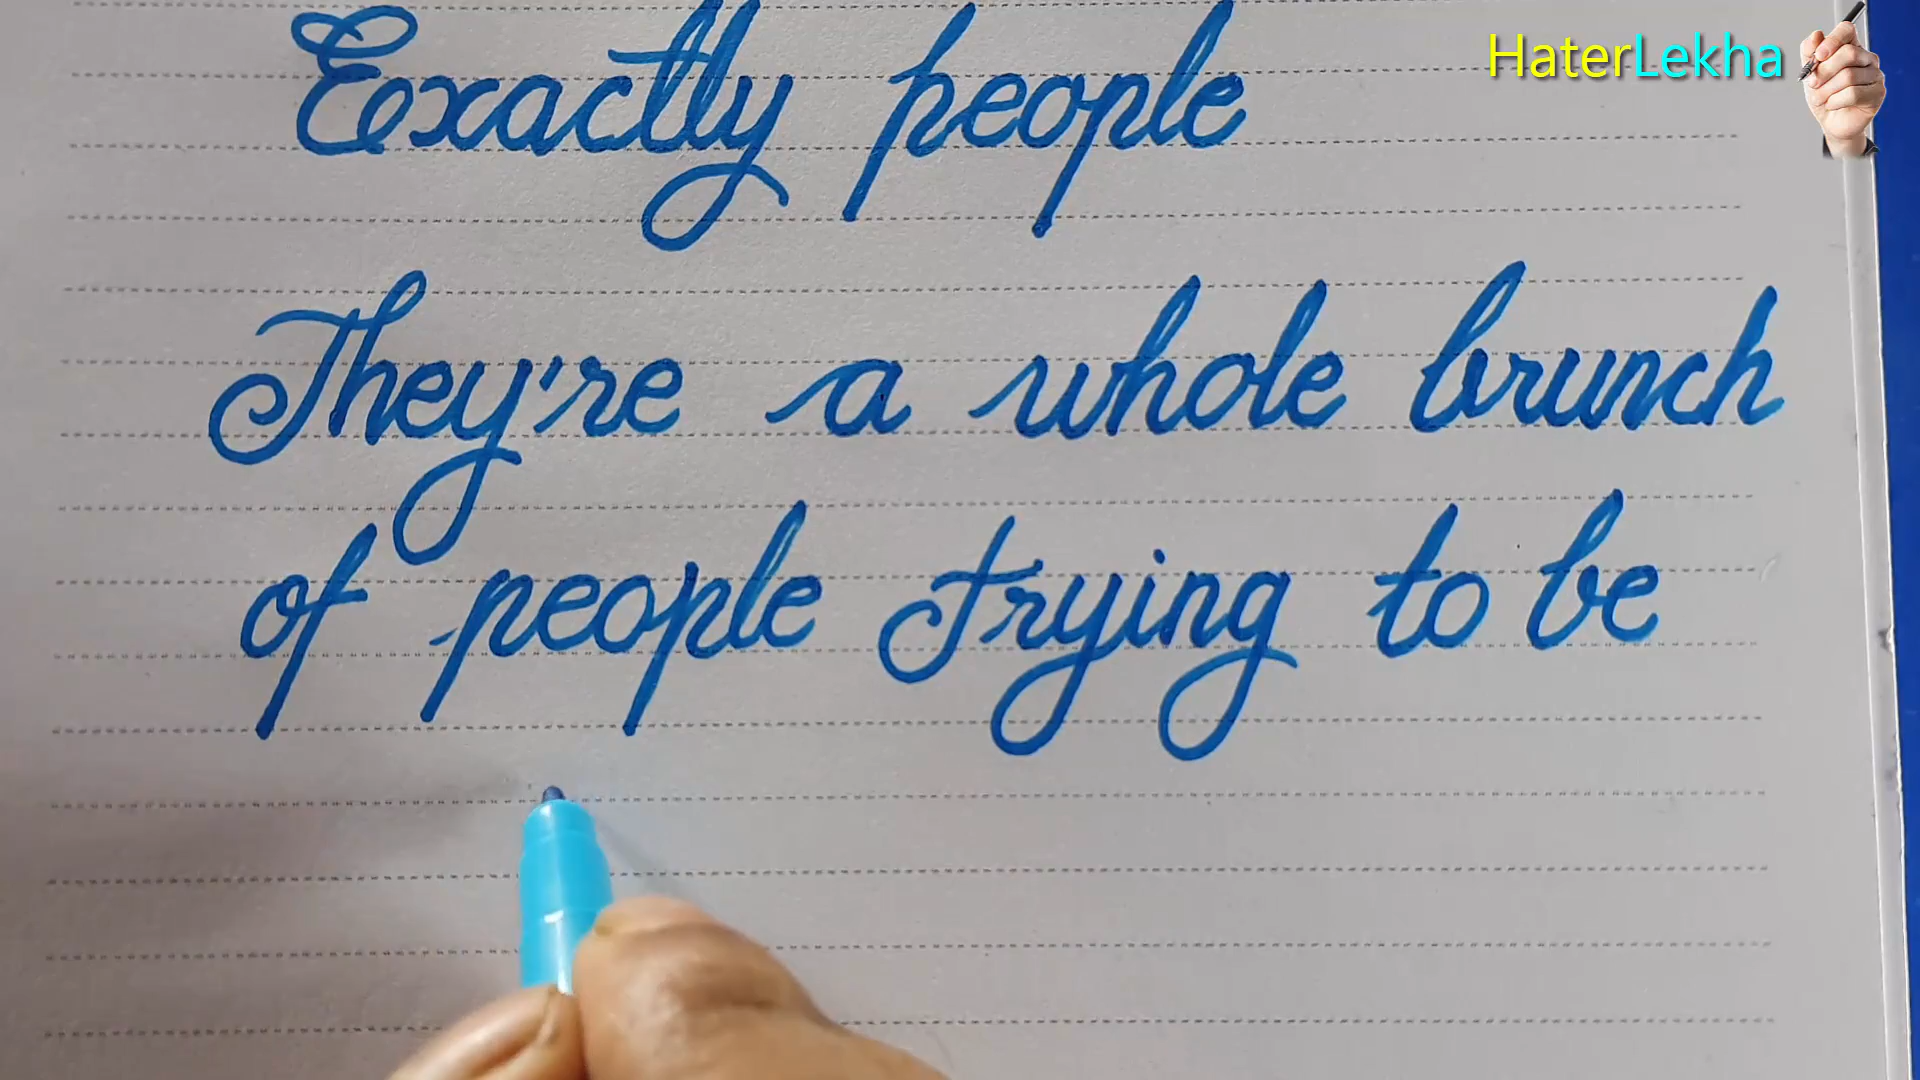 HaterLekha
Exactly people
They're a whole brunch
of people trying to be